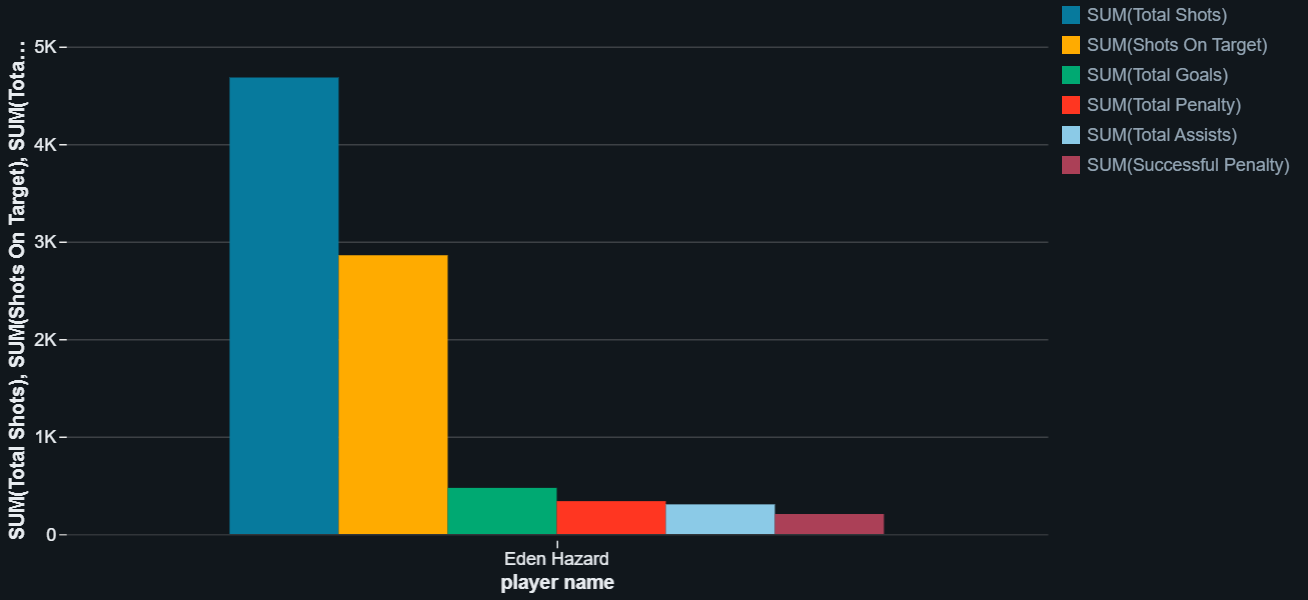 SUM(Total Shots), SUM(Shots On Target), SUM(Tota...
5K
4K
3K
2K
1K
0
Eden Hazard
player name
SUM(Total Shots)
SUM(Shots On Target)
SUM(Total Goals)
SUM(Total Penalty)
SUM(Total Assists)
SUM(Successful Penalty)